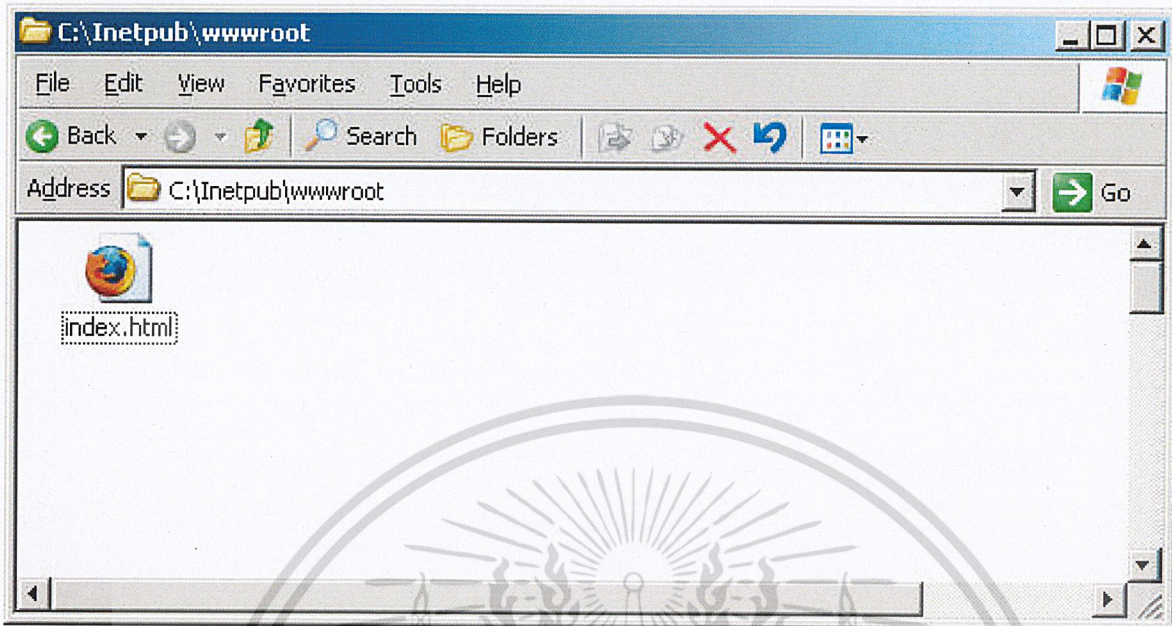 C:\Inetpub\wwwroot
File Edit View Favorites Tools Help
Back Search Folders
Address C:\Inetpub\wwwroot Go
index.html